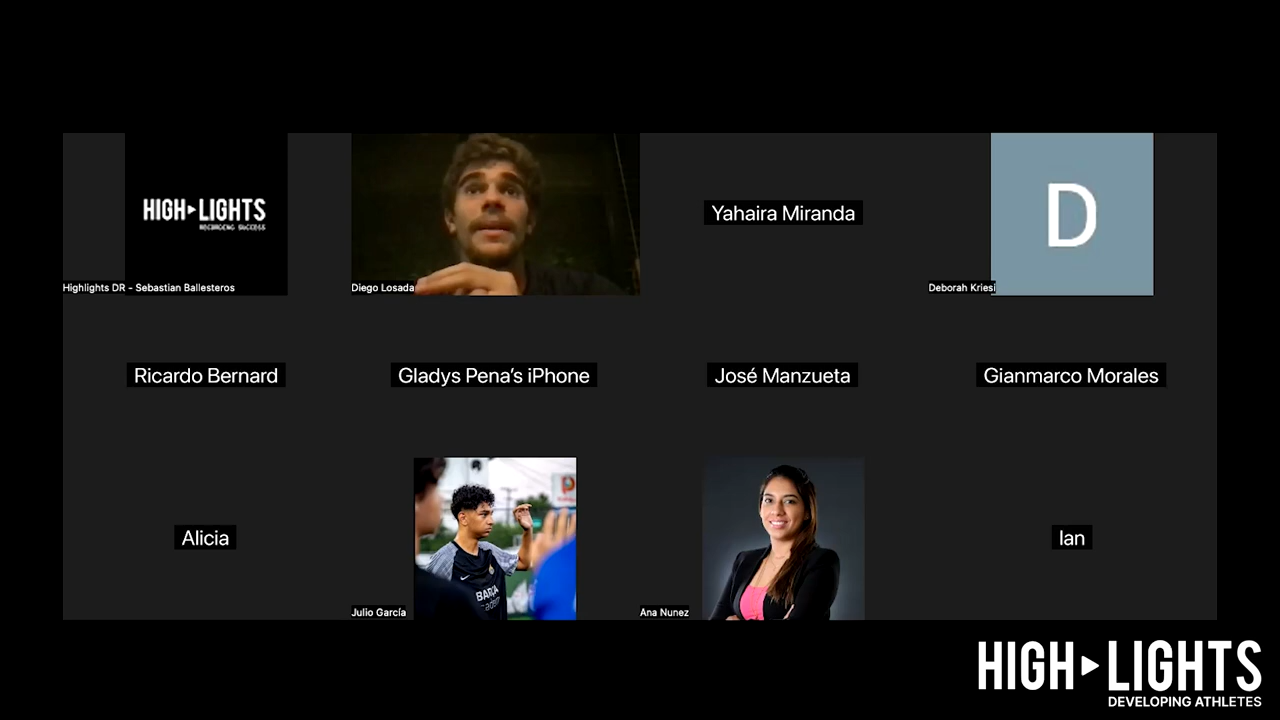 HIGH LIGHTS
Highlights DR - Sebastian Ballesteros
Diego Losada
Yahaira Miranda
D
Deborah Kriesi
Ricardo Bernard
Gladys Pena’s iPhone
José Manzueta
Gianmarco Morales
Alicia
BARÇA
Julio García
Ana Nunez
Ian
HIGH LIGHTS
DEVELOPING ATHLETES